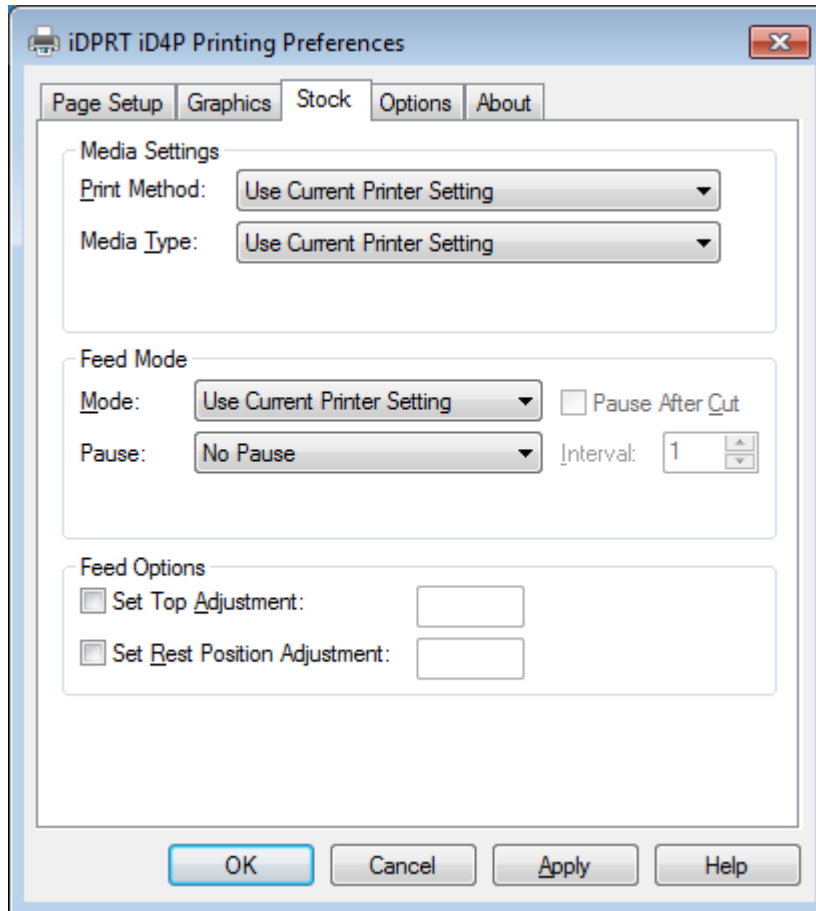 iDPRT iD4P Printing Preferences
Page Setup Graphics Stock Options About
Media Settings
Print Method: Use Current Printer Setting
Media Type: Use Current Printer Setting
Feed Mode
Mode: Use Current Printer Setting Pause After Cut
Pause: No Pause Interval: 1
Feed Options
Set Top Adjustment:
Set Rest Position Adjustment:
OK Cancel Apply Help